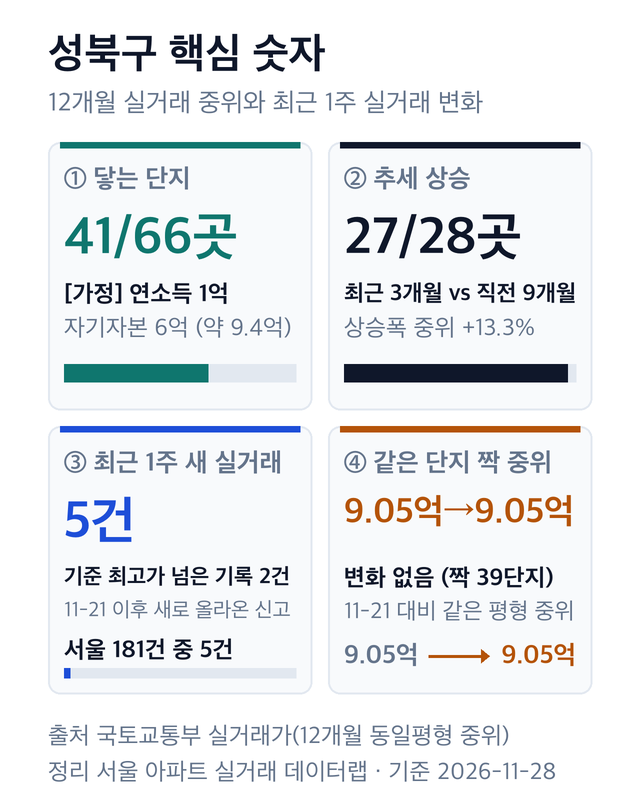 성북구 핵심 숫자
12개월 실거래 중위와 최근 1주 실거래 변화
① 닿는 단지
41/66곳
[가정] 연소득 1억
자기자본 6억 (약 9.4억)
② 추세 상승
27/28곳
최근 3개월 vs 직전 9개월
상승폭 중위 +13.3%
③ 최근 1주 새 실거래
5건
기준 최고가 넘은 기록 2건
11-21 이후 새로 올라온 신고
서울 181건 중 5건
④ 같은 단지 짝 중위
9.05억→9.05억
변화 없음 (짝 39단지)
11-21 대비 같은 평형 중위
9.05억 → 9.05억
출처 국토교통부 실거래가(12개월 동일평형 중위)
정리 서울 아파트 실거래 데이터랩 · 기준 2026-11-28